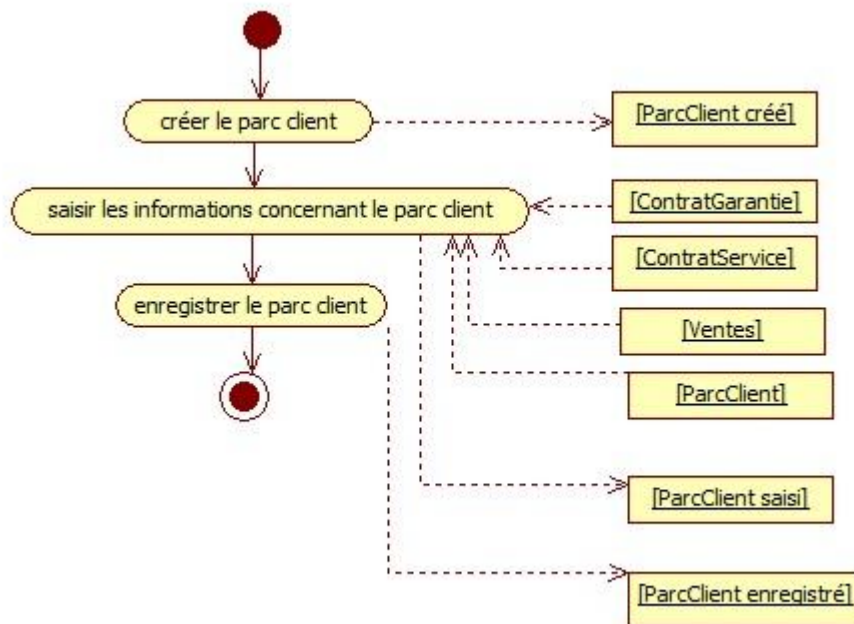 créer le parc client
[ParcClient créé]
saisir les informations concernant le parc client
[ContratGarantie]
[ContratService]
enregistrer le parc client
[Ventes]
[ParcClient]
[ParcClient saisi]
[ParcClient enregistré]